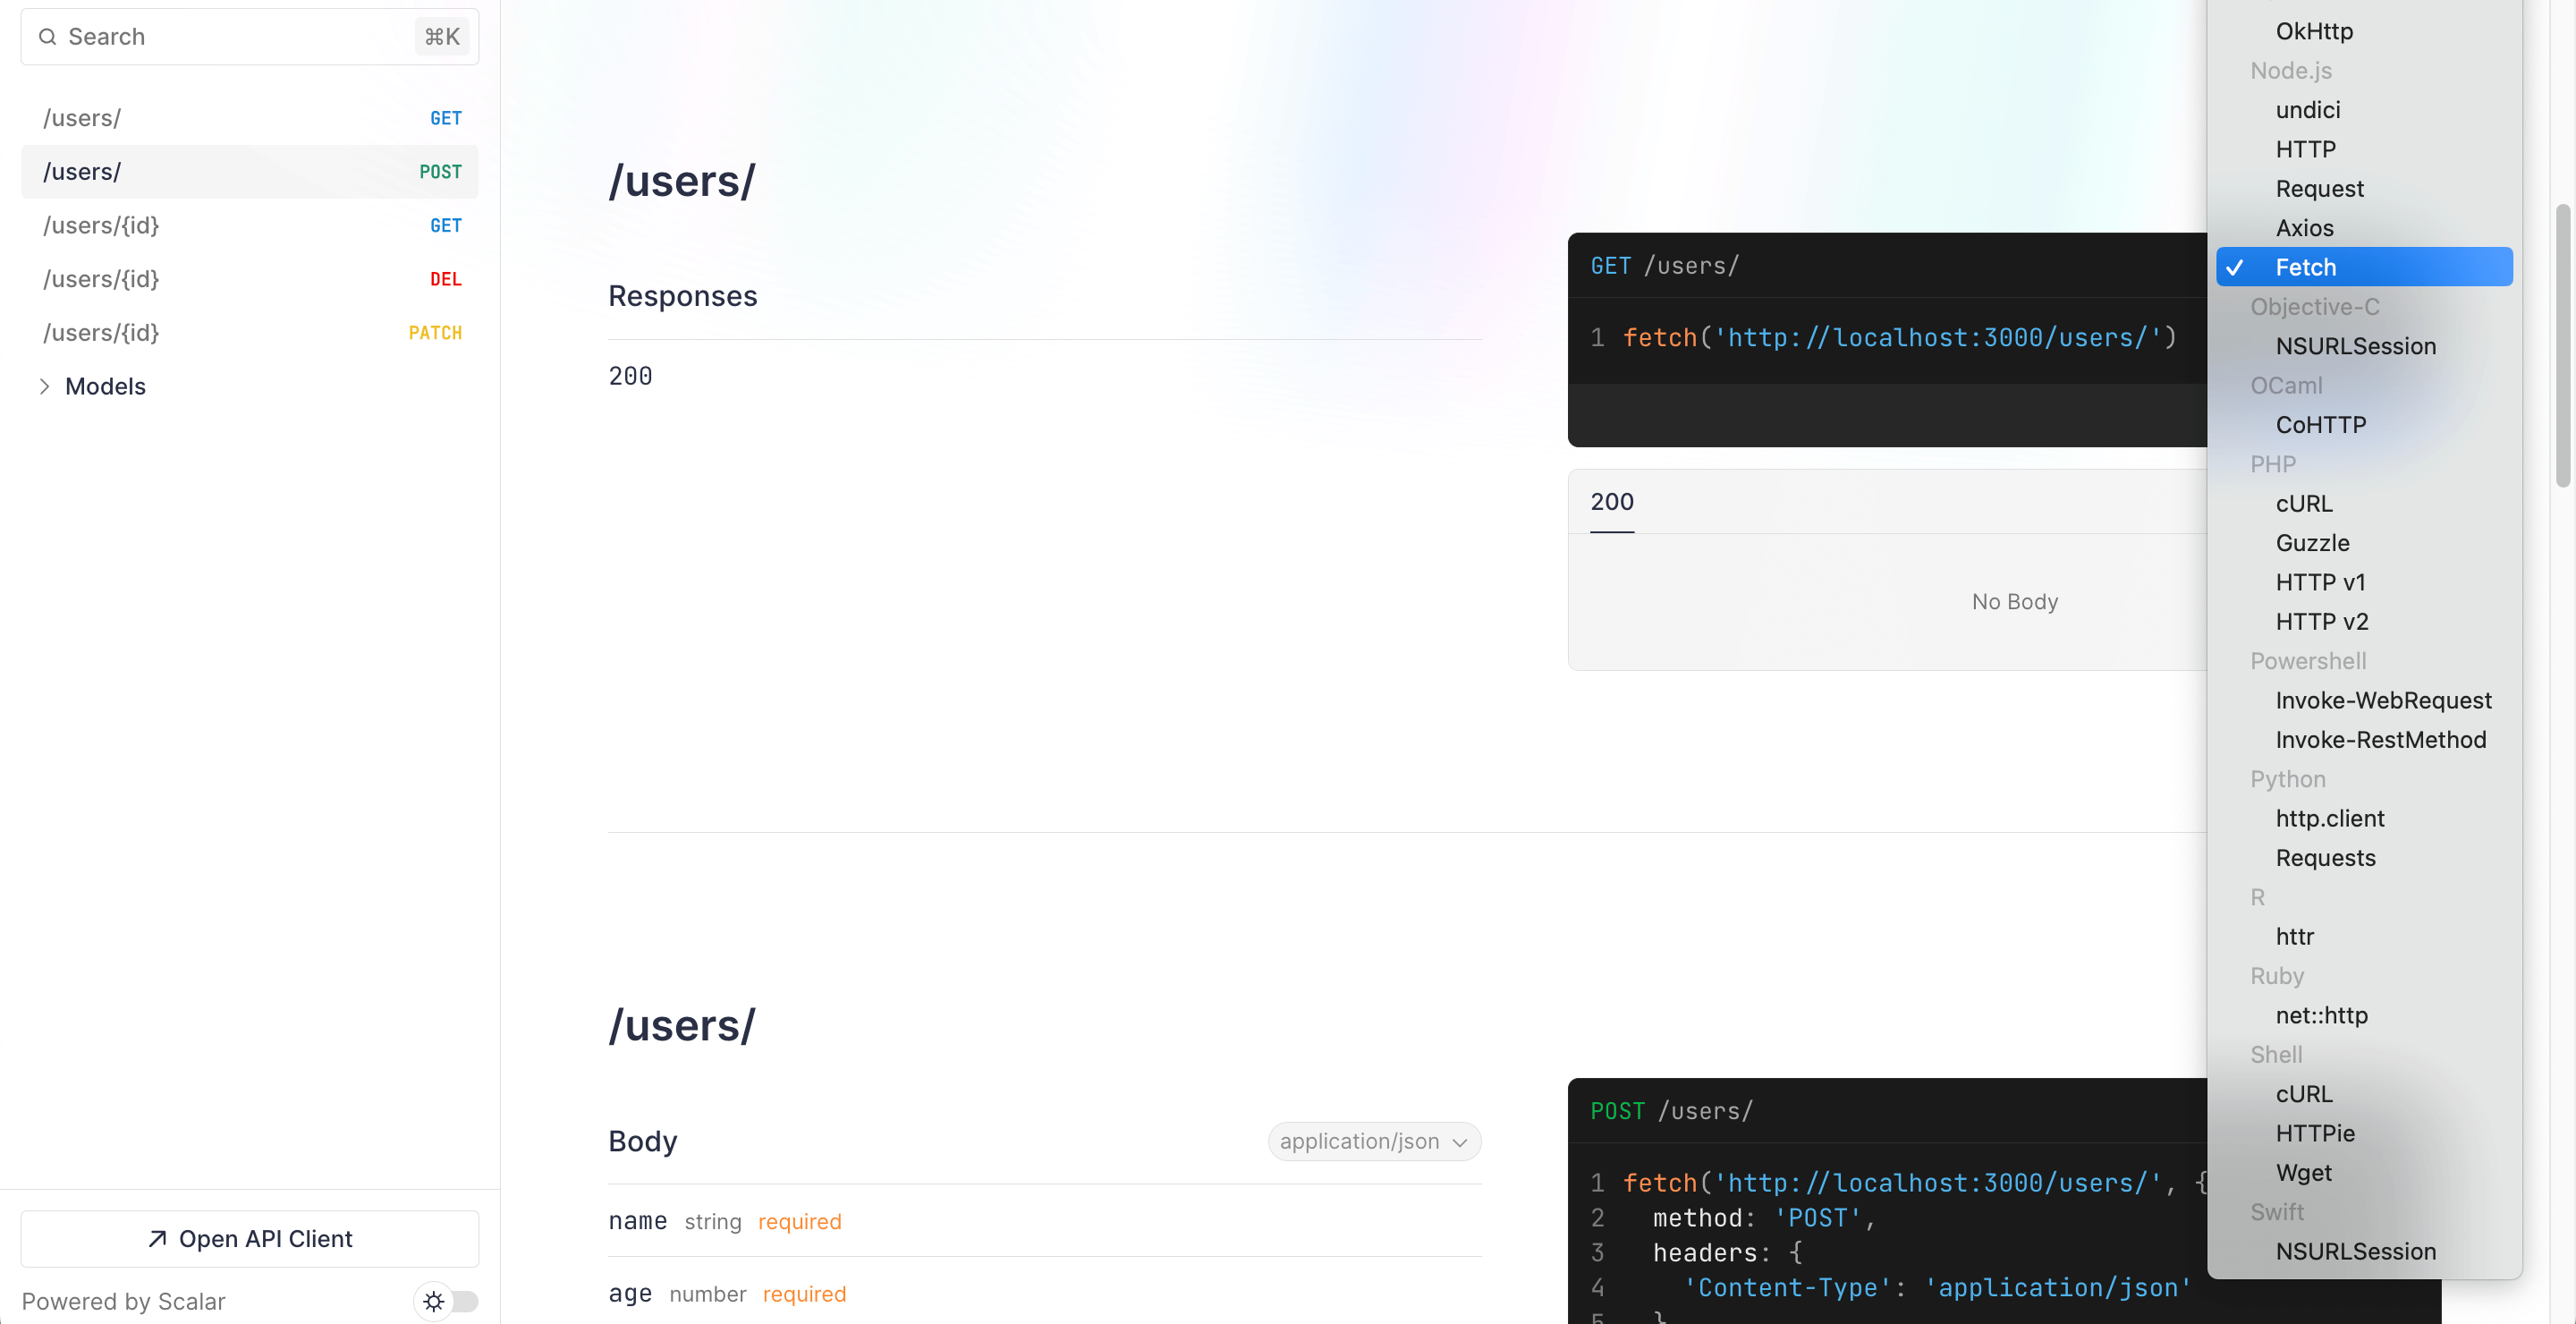 Search ⌘K
/users/ GET
/users/ POST
/users/{id} GET
/users/{id} DEL
/users/{id} PATCH
Models
Open API Client
Powered by Scalar
/users/
Responses
200
GET /users/
1 fetch('http://localhost:3000/users/')
200
No Body
/users/
Body application/json
name string required
age number required
POST /users/
1 fetch('http://localhost:3000/users/', {
2 method: 'POST',
3 headers: {
4 'Content-Type': 'application/json'
5 }
OkHttp
Node.js
undici
HTTP
Request
Axios
✓ Fetch
Objective-C
NSURLSession
OCaml
CoHTTP
PHP
cURL
Guzzle
HTTP v1
HTTP v2
Powershell
Invoke-WebRequest
Invoke-RestMethod
Python
http.client
Requests
R
httr
Ruby
net::http
Shell
cURL
HTTPie
Wget
Swift
NSURLSession